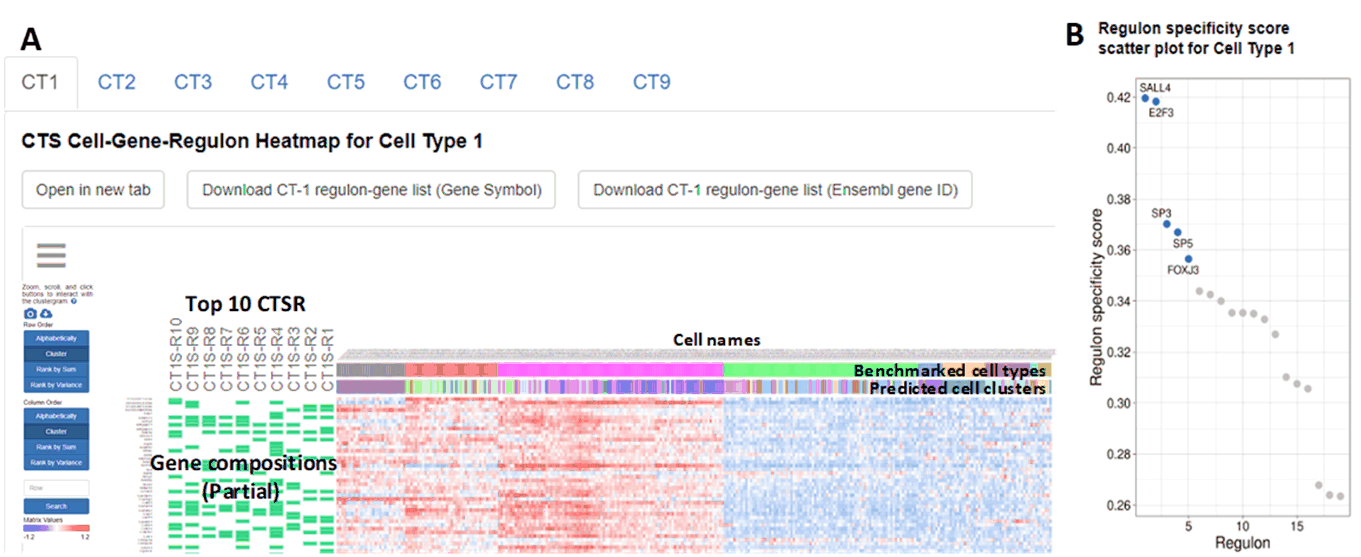 A
CT1 CT2 CT3 CT4 CT5 CT6 CT7 CT8 CT9
CTS Cell-Gene-Regulon Heatmap for Cell Type 1
Open in new tab
Download CT-1 regulon-gene list (Gene Symbol)
Download CT-1 regulon-gene list (Ensembl gene ID)
Zoom, scroll, and click
buttons to interact with
the clustergram.
Row Order
Alphabetically
Cluster
Rank by Sum
Rank by Variance
Column Order
Alphabetically
Cluster
Rank by Sum
Rank by Variance
Row
Search
Matrix Values
-1.2 1.2
Top 10 CTSR
CT1S-R10
CT1S-R9
CT1S-R8
CT1S-R7
CT1S-R6
CT1S-R5
CT1S-R4
CT1S-R3
CT1S-R2
CT1S-R1
Cell names
Benchmarked cell types
Predicted cell clusters
Gene compositions
(Partial)
B
Regulon specificity score
scatter plot for Cell Type 1
Regulon specificity score
0.42
0.40
0.38
0.36
0.34
0.32
0.30
0.28
0.26
SALL4
E2F3
SP3
SP5
FOXJ3
5 10 15
Regulon